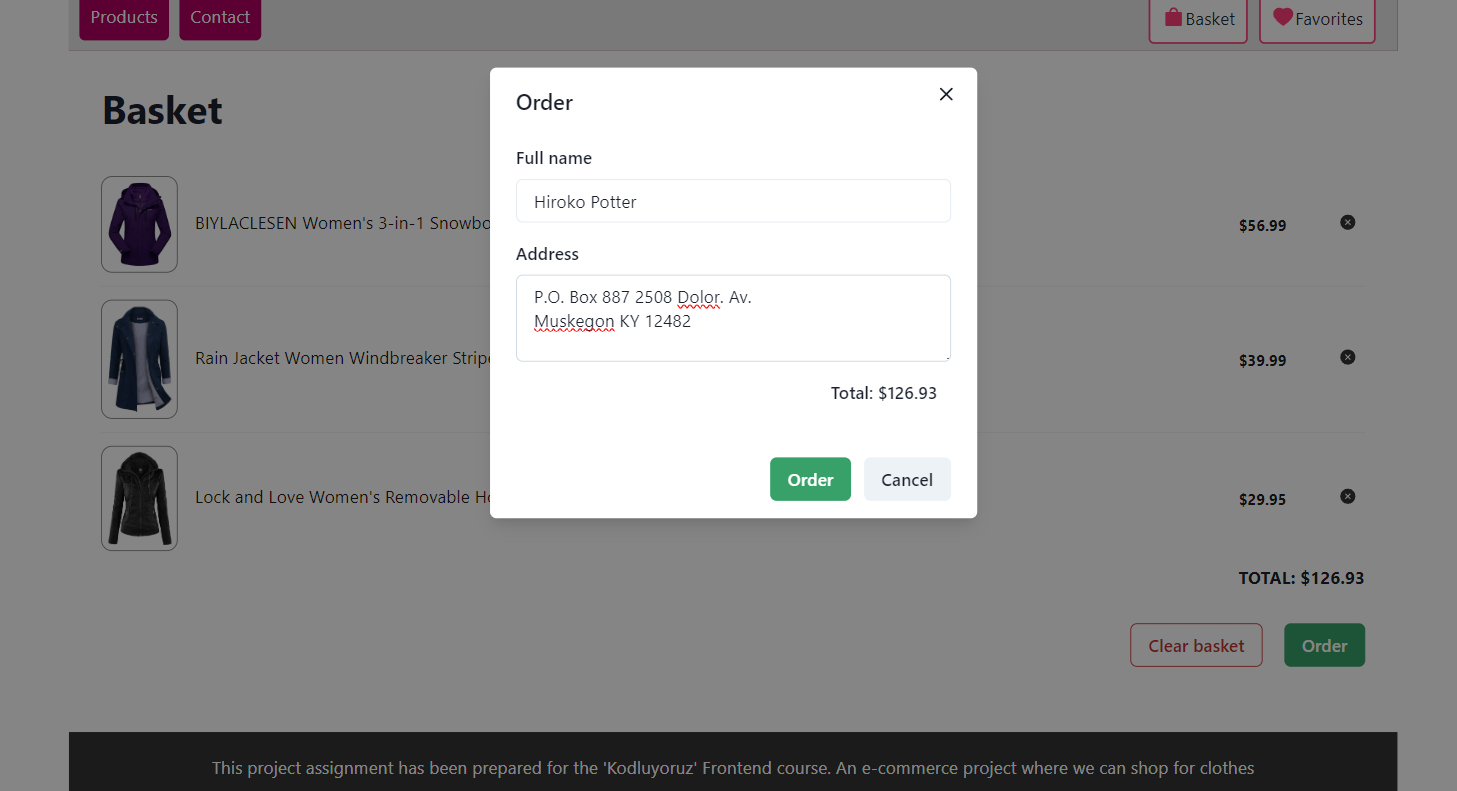 Products
Contact
Basket
Favorites
Basket
Order
Full name
Hiroko Potter
Address
P.O. Box 887 2508 Dolor. Av.
Muskegon KY 12482
Total: $126.93
Order
Cancel
BIYLACLESEN Women's 3-in-1
$56.99
Rain Jacket Women Windbreaker
$39.99
Lock and Love Women's Removable
$29.95
TOTAL: $126.93
Clear basket
Order
This project assignment has been prepared for the 'Kodluyoruz' Frontend course. An e-commerce project where we can shop for clothes